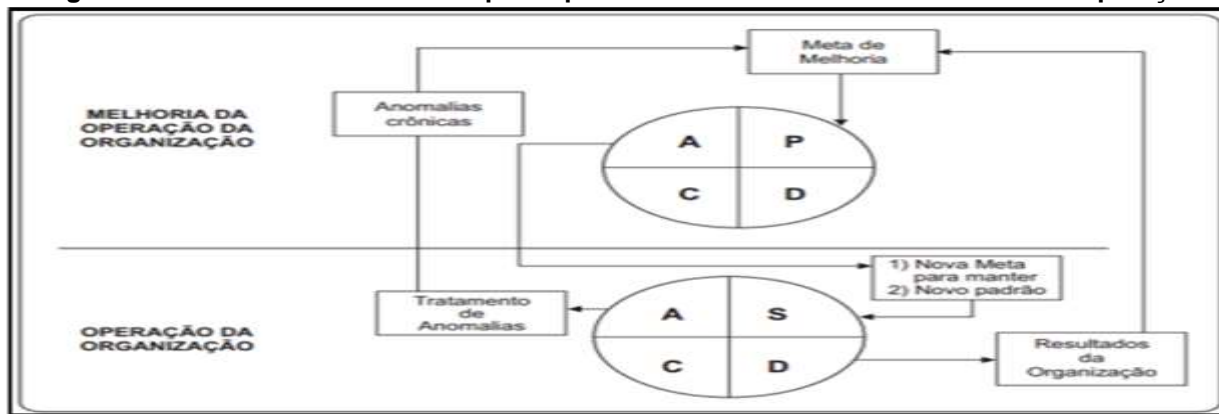 Meta de
Melhoria
MELHORIA DA
OPERAÇÃO DA
ORGANIZAÇÃO
Anomalias
crônicas
A
P
C
D
1) Nova Meta
para manter
2) Novo padrão
Tratamento
de
Anomalias
A
S
OPERAÇÃO DA
ORGANIZAÇÃO
C
D
Resultados
da
Organização